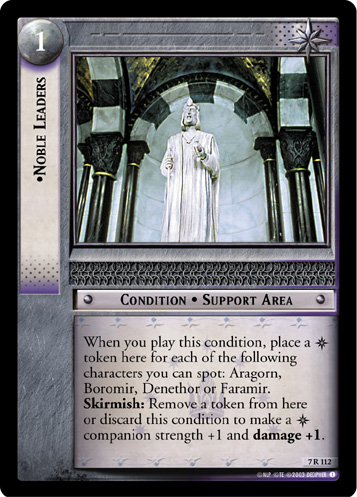 1
•Noble Leaders
Condition • Support Area
When you play this condition, place a
token here for each of the following
characters you can spot: Aragorn,
Boromir, Denethor or Faramir.
Skirmish: Remove a token from here
or discard this condition to make a
companion strength +1 and damage +1.
7 R 112